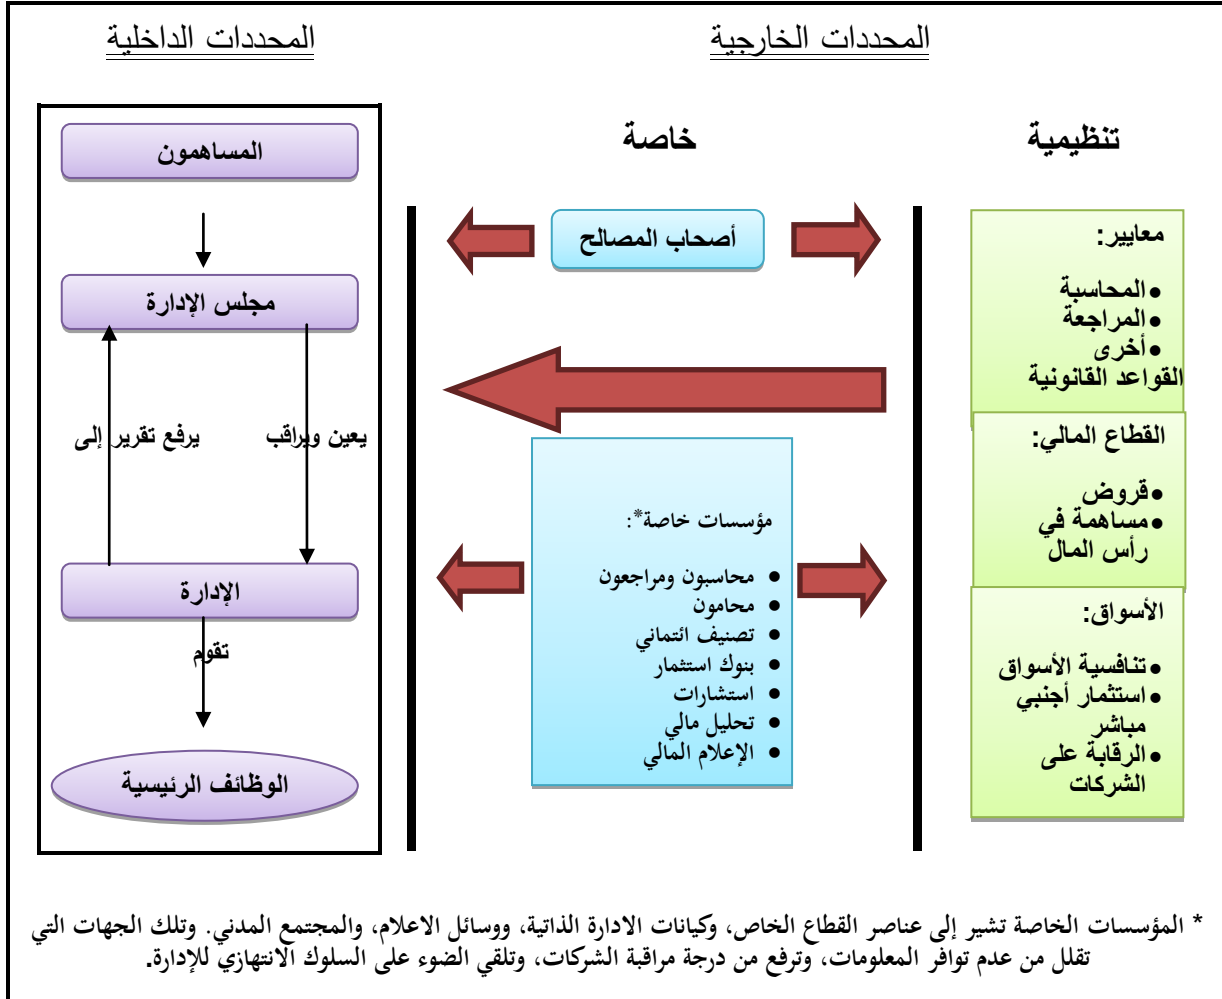 المحددات الخارجية
المحددات الداخلية
تنظيمية
خاصة
معايير:
•المحاسبة
•المراجعة
•أخرى
القواعد القانونية
القطاع المالي:
•قروض
•مساهمة في
رأس المال
الأسواق:
•تنافسية الأسواق
•استثمار أجنبي
مباشر
•الرقابة على
الشركات
أصحاب المصالح
مؤسسات خاصة*:
• محاسبون ومراجعون
• محامون
• تصنيف ائتماني
• بنوك استثمار
• استشارات
• تحليل مالي
• الإعلام المالي
المساهمون
مجلس الإدارة
يعين ويراقب
يرفع تقرير إلى
الإدارة
تقوم
الوظائف الرئيسية
* المؤسسات الخاصة تشير إلى عناصر القطاع الخاص، وكيانات الادارة الذاتية، ووسائل الاعلام، والمجتمع المدني. وتلك الجهات التي
تقلل من عدم توافر المعلومات، وترفع من درجة مراقبة الشركات، وتلقي الضوء على السلوك الانتهازي للإدارة.